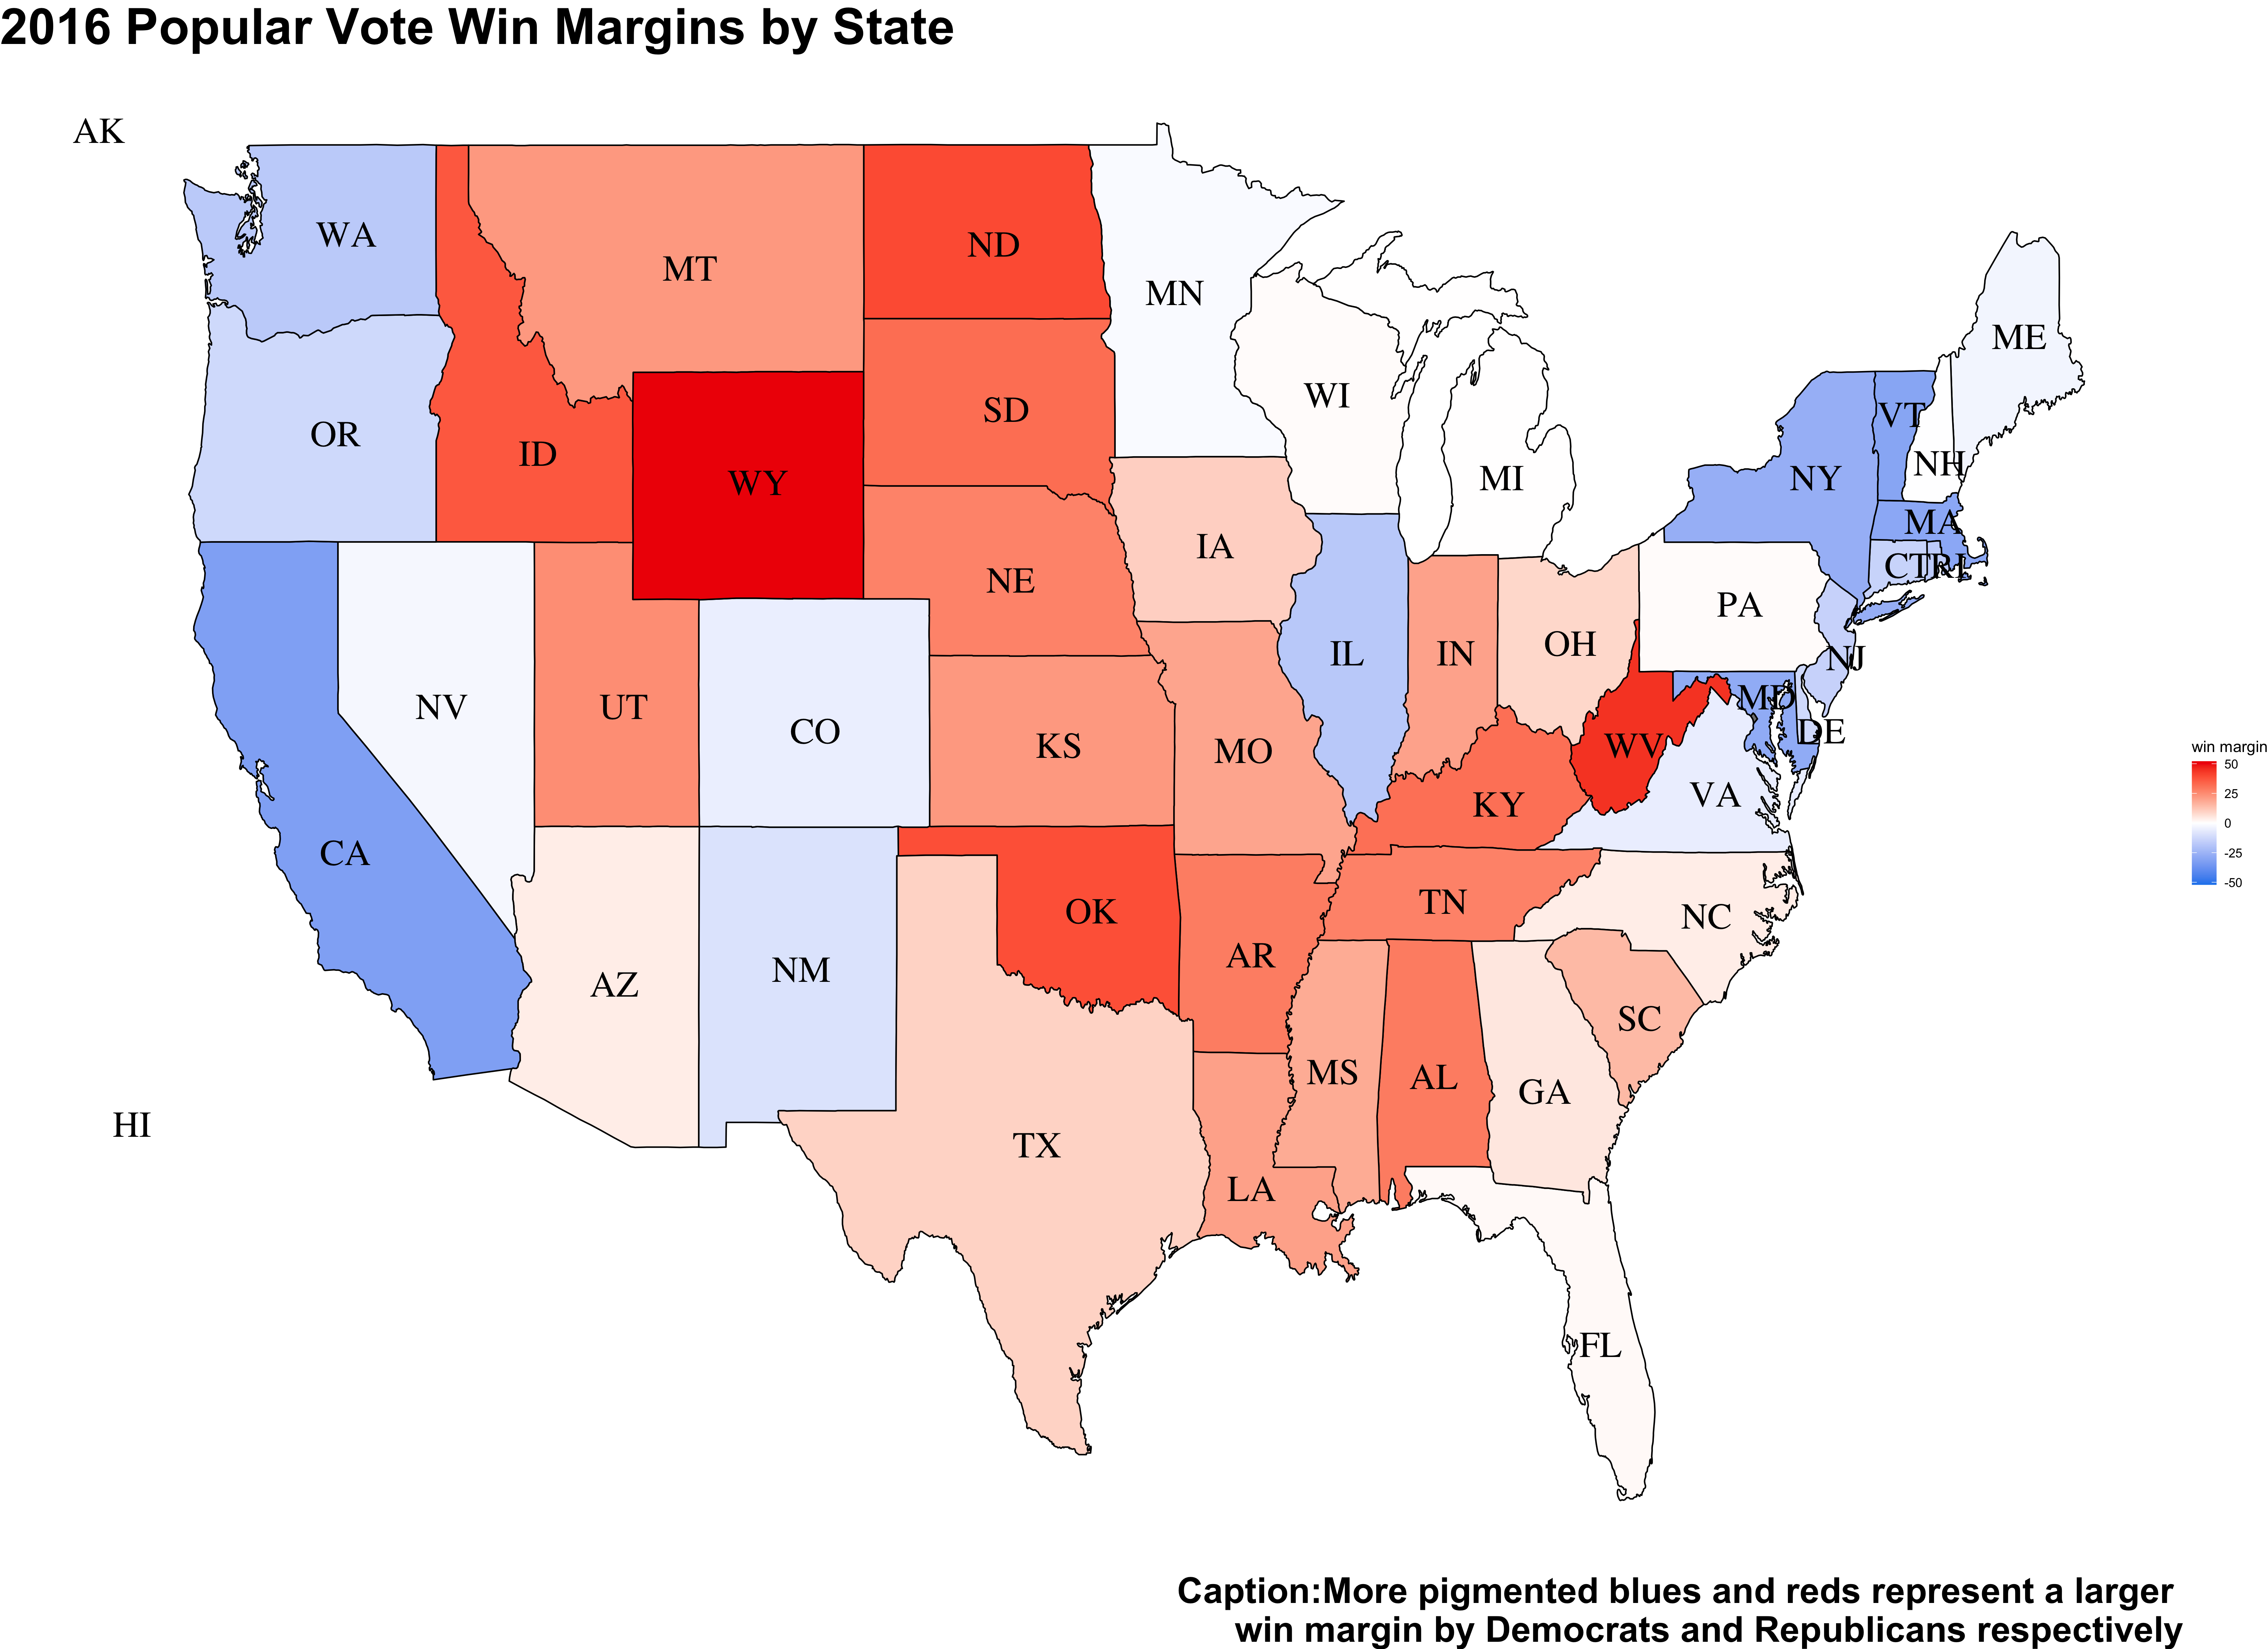 2016 Popular Vote Win Margins by State
AK
WA
MT
ND
MN
ME
OR
ID
WY
SD
WI
MI
NY
VT
NH
MA
CT
RI
NV
UT
CO
NE
IA
IL
IN
OH
PA
NJ
CA
KS
MO
KY
WV
MD
DE
VA
win margin
50
25
0
-25
-50
AZ
NM
OK
AR
TN
NC
SC
HI
TX
LA
MS
AL
GA
FL
Caption:More pigmented blues and reds represent a larger
win margin by Democrats and Republicans respectively